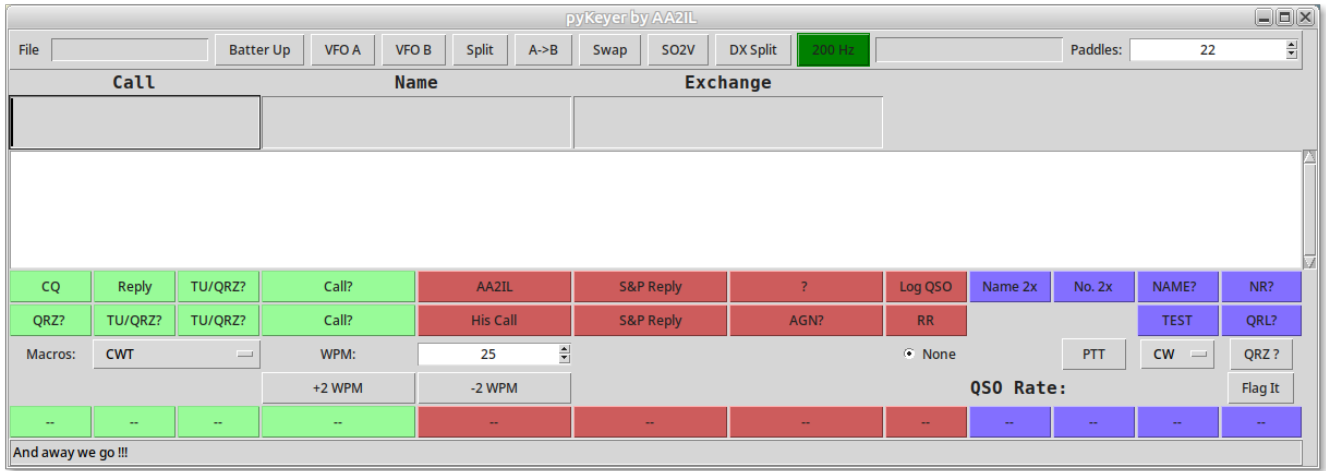 pyKeyer by AA2IL
File Batter Up VFO A VFO B Split A->B Swap SO2V DX Split 200 Hz Paddles: 22
Call Name Exchange
CQ Reply TU/QRZ? Call? AA2IL S&P Reply ? Log QSO Name 2x No. 2x NAME? NR?
QRZ? TU/QRZ? TU/QRZ? Call? His Call S&P Reply AGN? RR TEST QRL?
Macros: CWT WPM: 25 None PTT CW QRZ ?
+2 WPM -2 WPM QSO Rate: Flag It
-- -- -- -- -- -- -- -- -- -- -- --
And away we go !!!